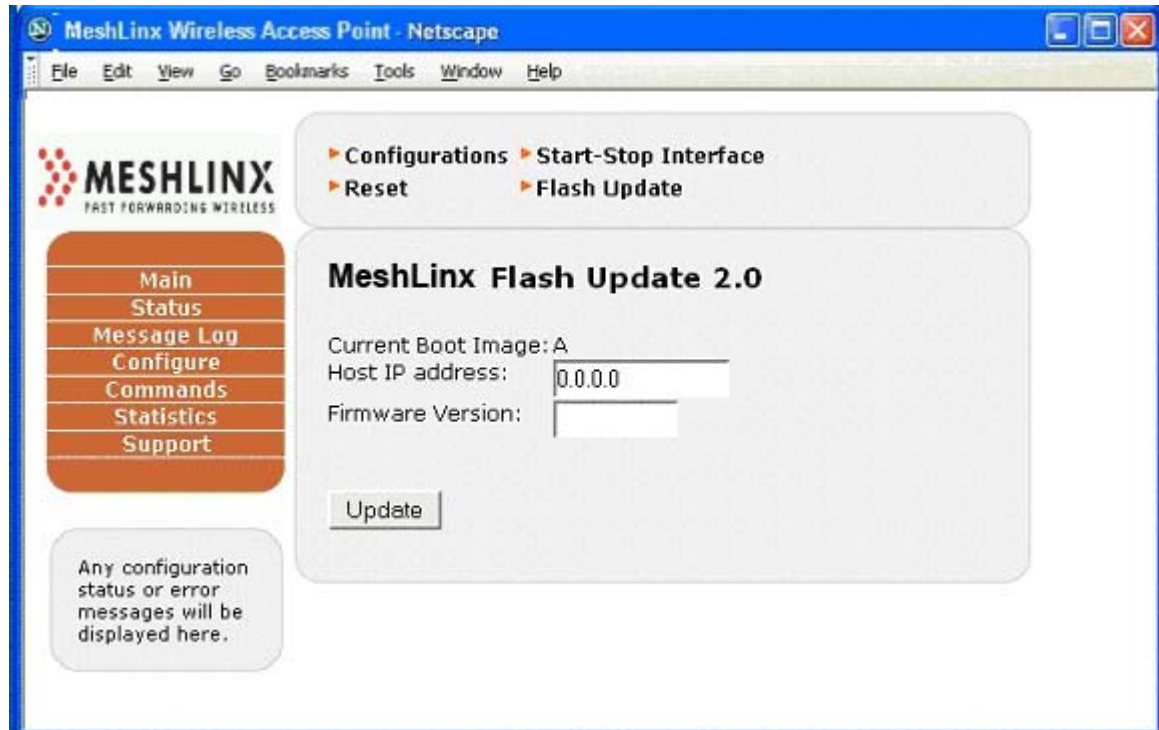 MeshLinx Wireless Access Point - Netscape
File Edit View Go Bookmarks Tools Window Help
MESHLINX
FAST FORWARDING WIRELESS
Configurations Start-Stop Interface
Reset Flash Update
Main
Status
Message Log
Configure
Commands
Statistics
Support
MeshLinx Flash Update 2.0
Current Boot Image: A
Host IP address: 0.0.0.0
Firmware Version:
Update
Any configuration
status or error
messages will be
displayed here.